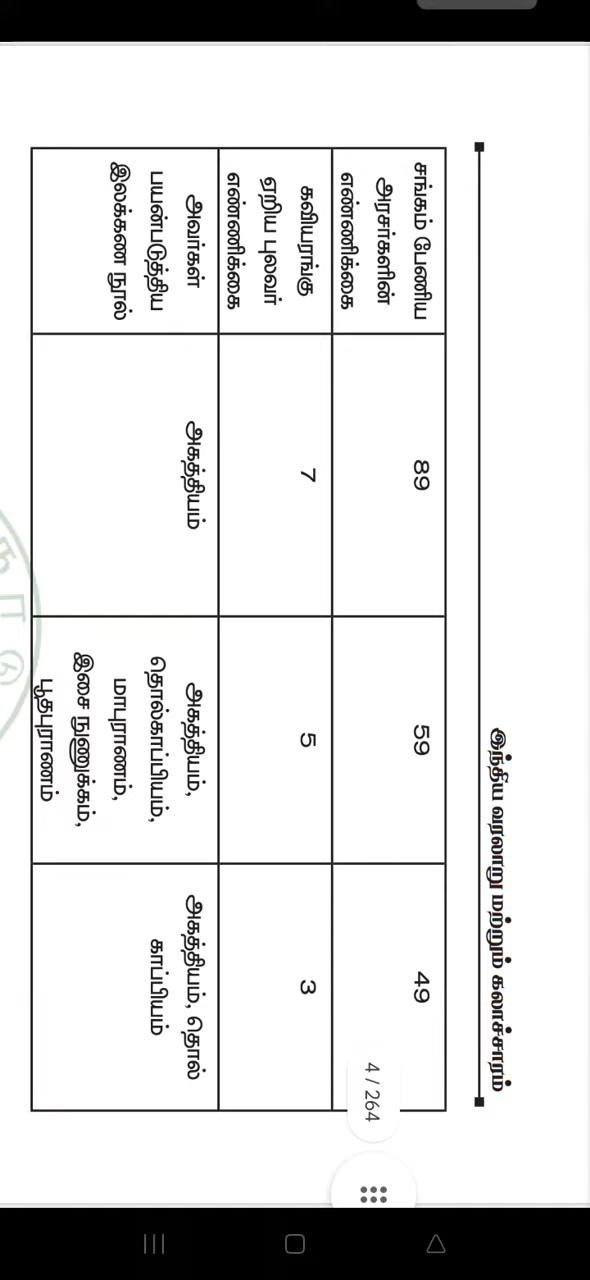 இந்திய வரலாறு மற்றும் கலாச்சாரம்
சங்கம் பேணிய
அரசர்களின்
எண்ணிக்கை
89
59
49
கவியரங்கு
ஏறிய புலவர்
எண்ணிக்கை
7
5
3
அவர்கள்
பயன்படுத்திய
இலக்கண நூல்
அகத்தியம்
அகத்தியம்,
தொல்காப்பியம்,
மாபுராணம்,
இசை நுணுக்கம்,
பூதபுராணம்
அகத்தியம், தொல்
காப்பியம்
4 / 264